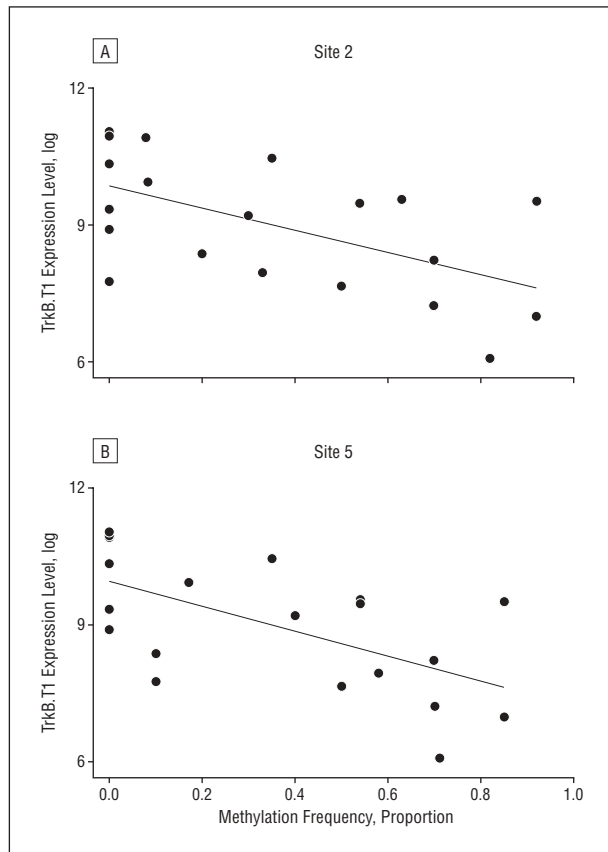 A
Site 2
12
9
6
TrkB.T1 Expression Level, log
B
Site 5
12
9
6
TrkB.T1 Expression Level, log
0.0 0.2 0.4 0.6 0.8 1.0
Methylation Frequency, Proportion